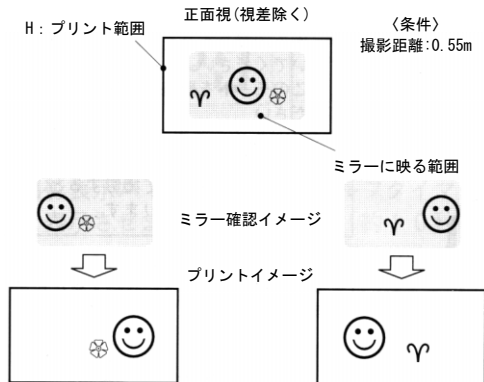 正面視(視差除く)
H：プリント範囲
〈条件〉
撮影距離:0.55m
ミラーに映る範囲
ミラー確認イメージ
プリントイメージ